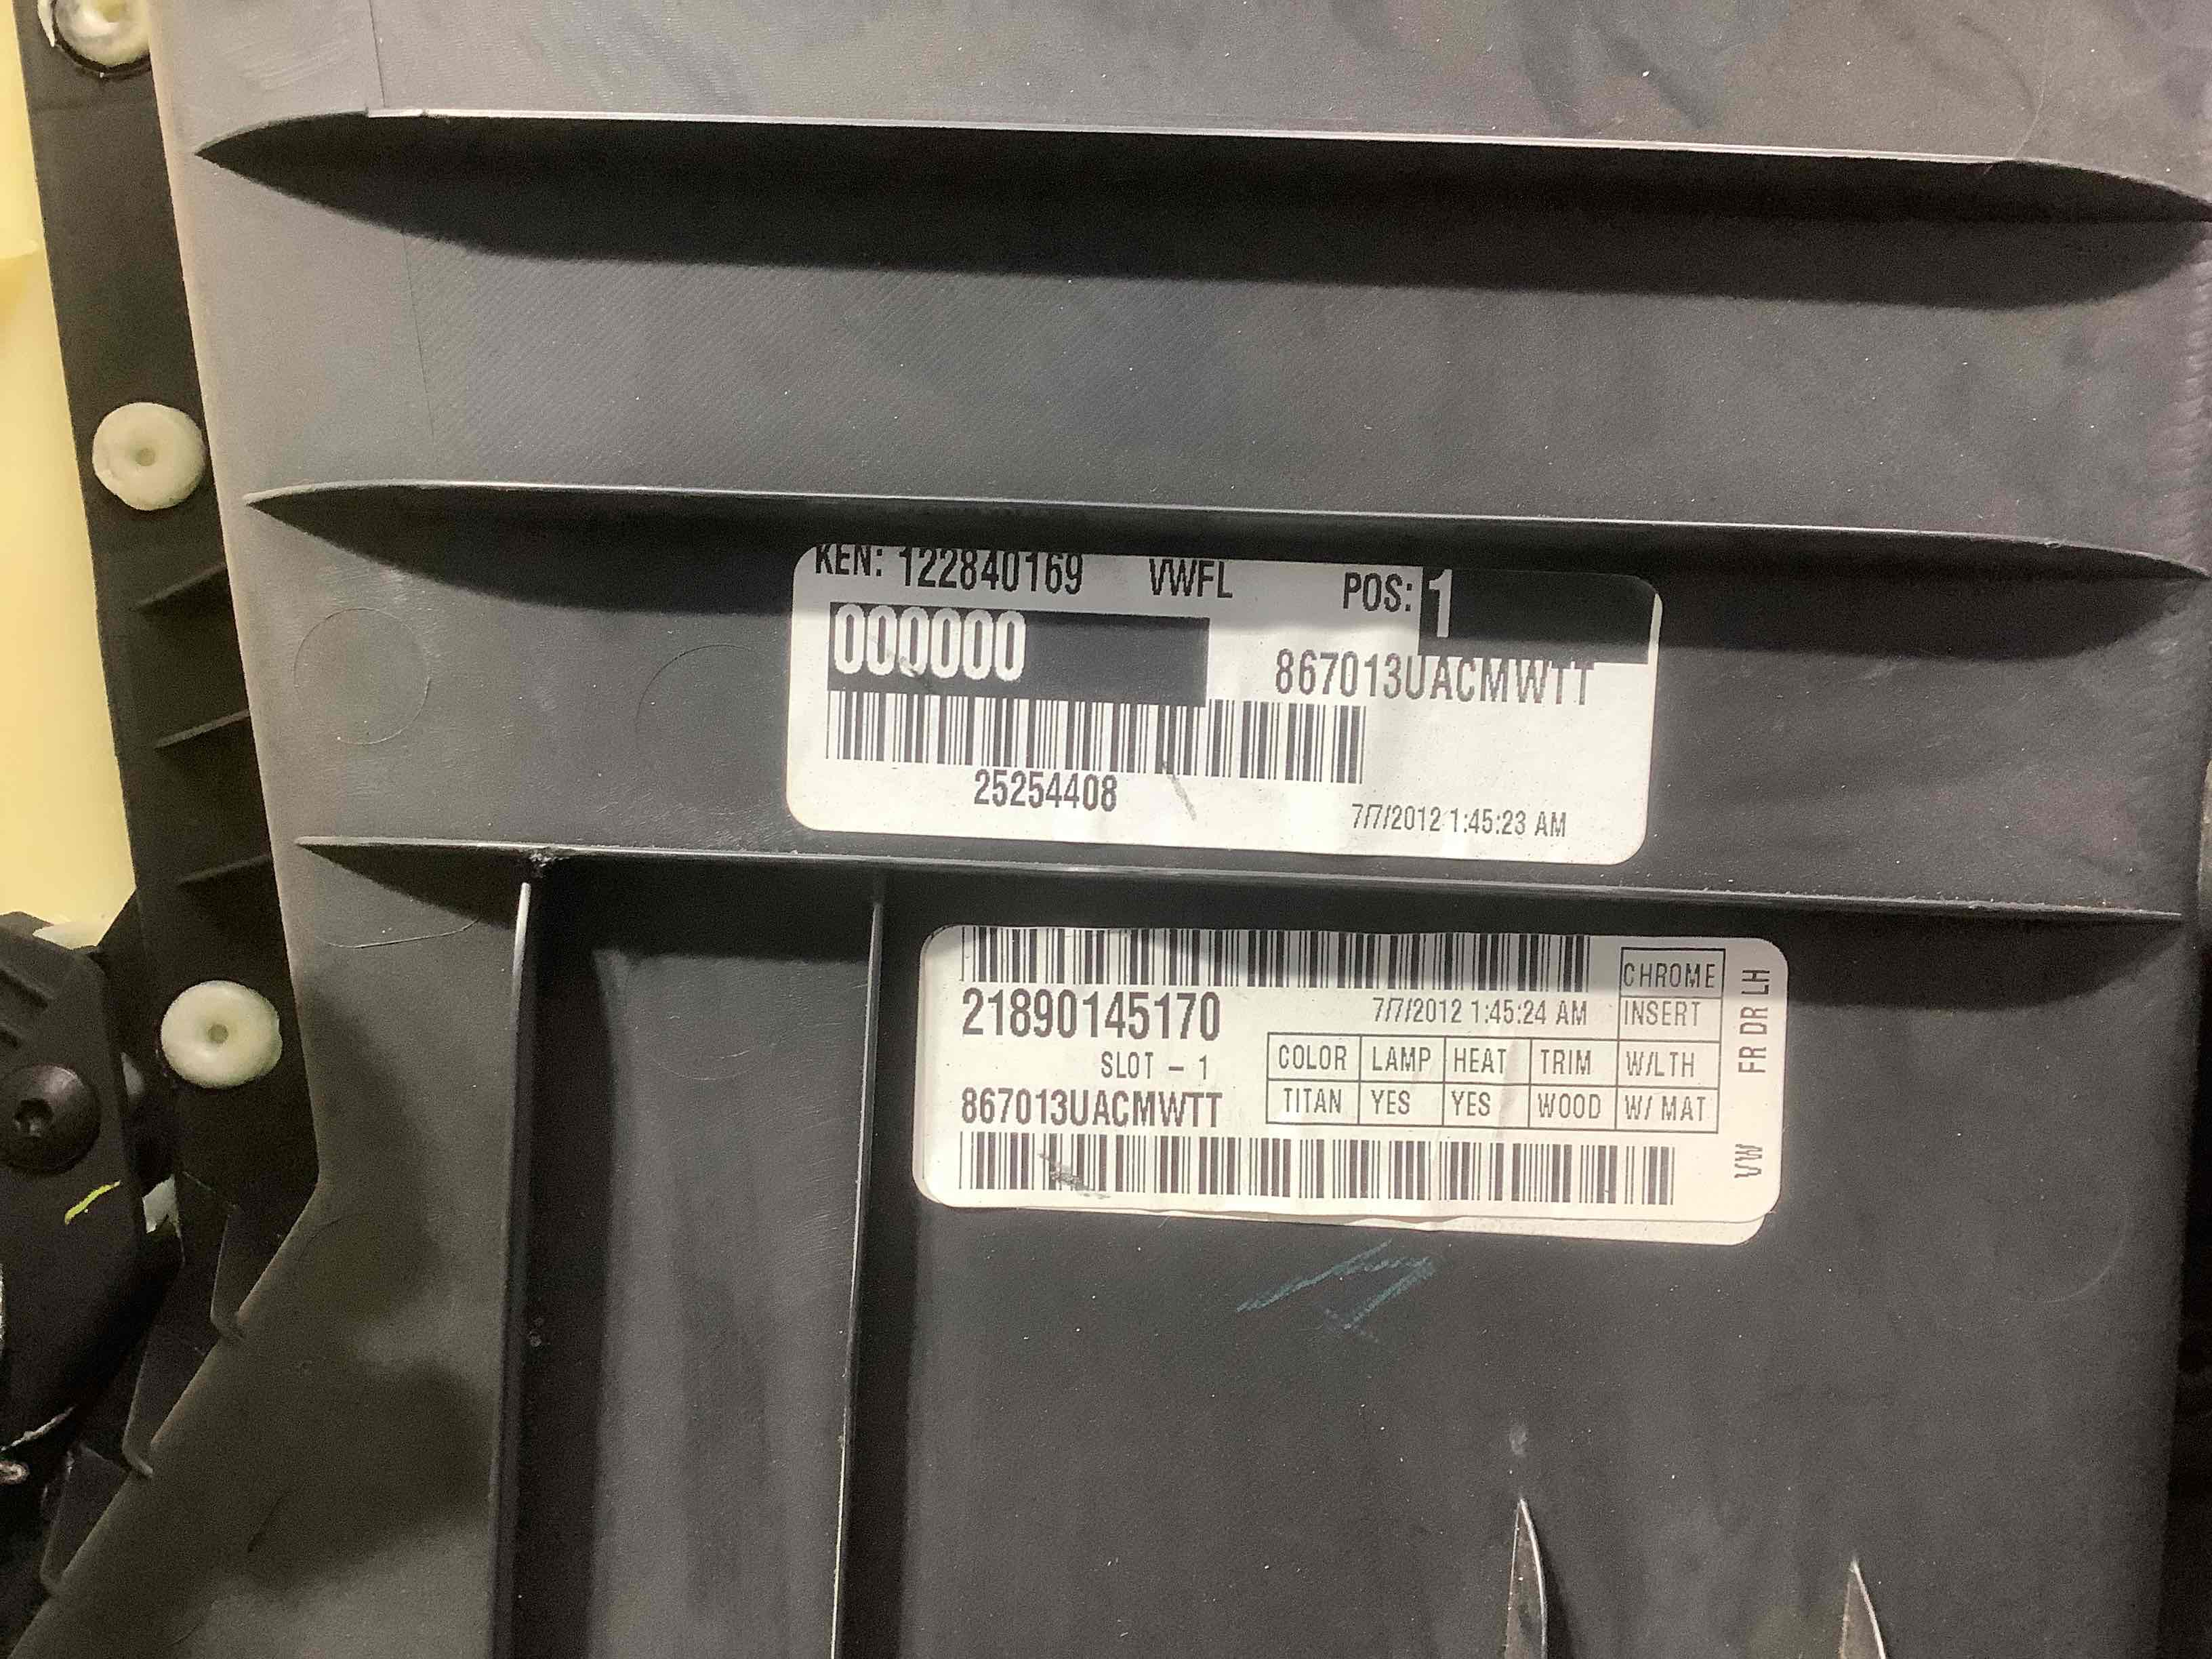 KEN: 122840169 VWFL POS: 1
000000
867013UACMWTT
25254408
7/7/2012 1:45:23 AM
21890145170
7/7/2012 1:45:24 AM
SLOT - 1
867013UACMWTT
CHROME
INSERT
COLOR LAMP HEAT TRIM W/LTH
TITAN YES YES WOOD W/ MAT
VW FR DR LH